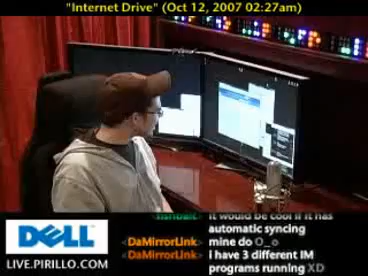 "Internet Drive" (Oct 12, 2007 02:27am)
it would be cool if it has
automatic syncing
<DaMirrorLink> mine do O_o
<DaMirrorLink> i have 3 different IM
programs running XD
DELL
LIVE.PIRILLO.COM